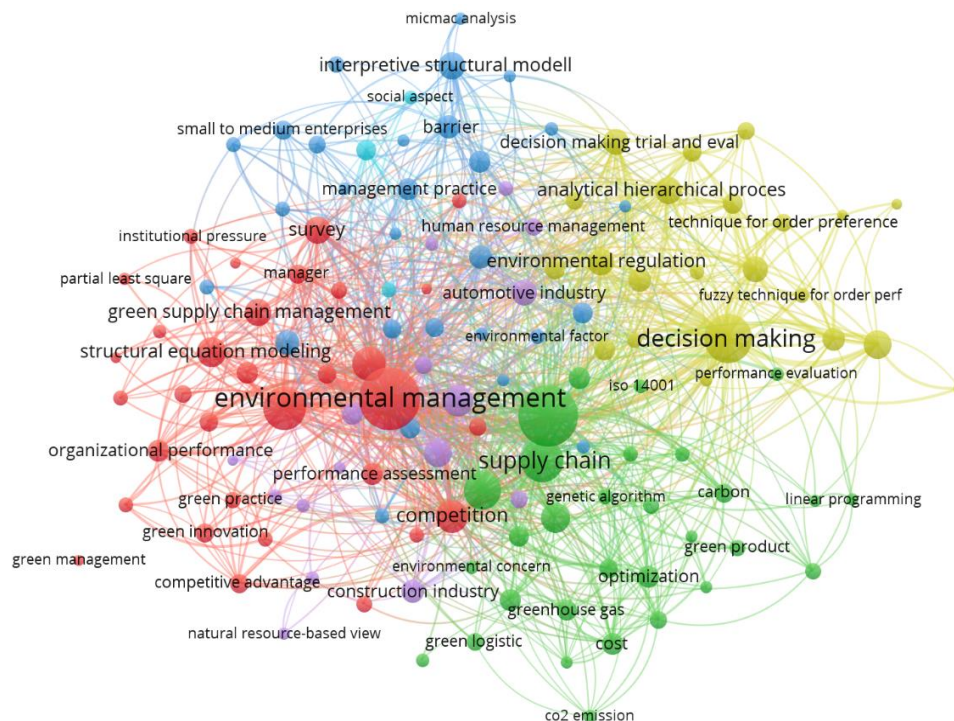 micmac analysis
interpretive structural modell
social aspect
small to medium enterprises
barrier
decision making trial and eval
management practice
analytical hierarchical proces
human resource management
technique for order preference
institutional pressure
survey
environmental regulation
partial least square
manager
automotive industry
fuzzy technique for order perf
green supply chain management
environmental factor
decision making
structural equation modeling
performance evaluation
iso 14001
environmental management
organizational performance
supply chain
performance assessment
green practice
genetic algorithm
carbon
linear programming
competition
green innovation
green product
green management
environmental concern
optimization
competitive advantage
construction industry
greenhouse gas
natural resource-based view
green logistic
cost
co2 emission